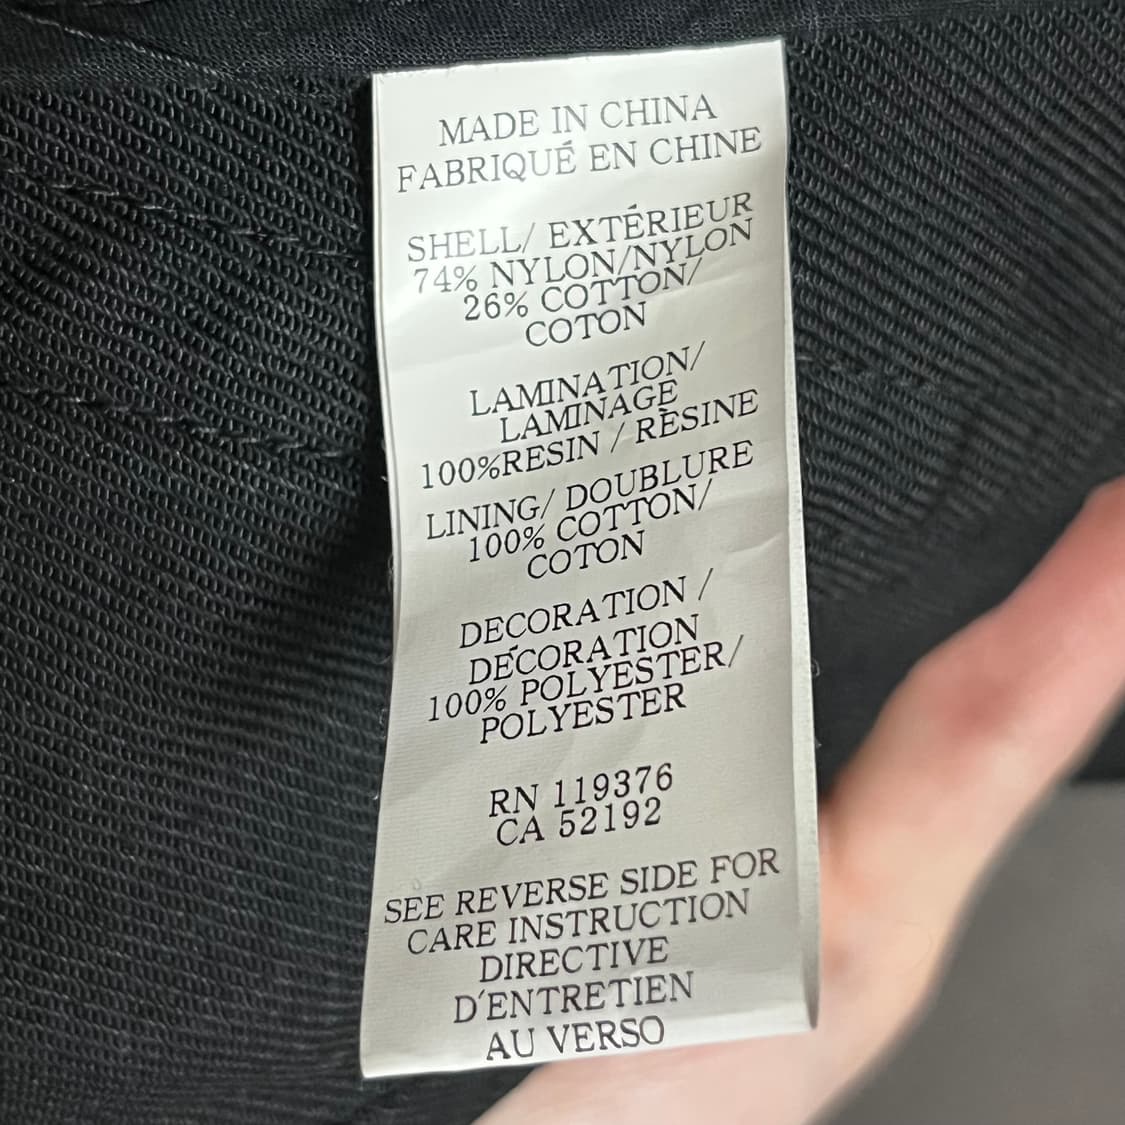 MADE IN CHINA
FABRIQUÉ EN CHINE
SHELL/ EXTÉRIEUR
74% NYLON/NYLON
26% COTTON/
COTON
LAMINATION/
LAMINAGE
100%RESIN / RÈSINE
LINING/ DOUBLURE
100% COTTON/
COTON
DECORATION /
DÉCORATION
100% POLYESTER/
POLYESTER
RN 119376
CA 52192
SEE REVERSE SIDE FOR
CARE INSTRUCTION
DIRECTIVE
D'ENTRETIEN
AU VERSO